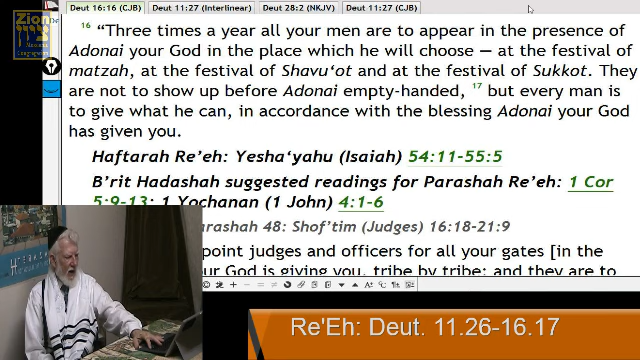 Zion
Messianic
Congregation
Deut 16:16 (CJB)
Deut 11:27 (Interlinear)
Deut 28:2 (NKJV)
Deut 11:27 (CJB)
16 “Three times a year all your men are to appear in the presence of
Adonai your God in the place which he will choose — at the festival of
matzah, at the festival of Shavu‘ot and at the festival of Sukkot. They
are not to show up before Adonai empty-handed, 17 but every man is
to give what he can, in accordance with the blessing Adonai your God
has given you.
Haftarah Re’eh: Yesha‘yahu (Isaiah) 54:11-55:5
B’rit Hadashah suggested readings for Parashah Re’eh: 1 Cor
5:9-13; 1 Yochanan (1 John) 4:1-6
arashah 48: Shof’tim (Judges) 16:18-21:9
point judges and officers for all your gates [in the
our God is giving you, tribe by tribe; and they are to
Re'Eh: Deut. 11.26-16.17